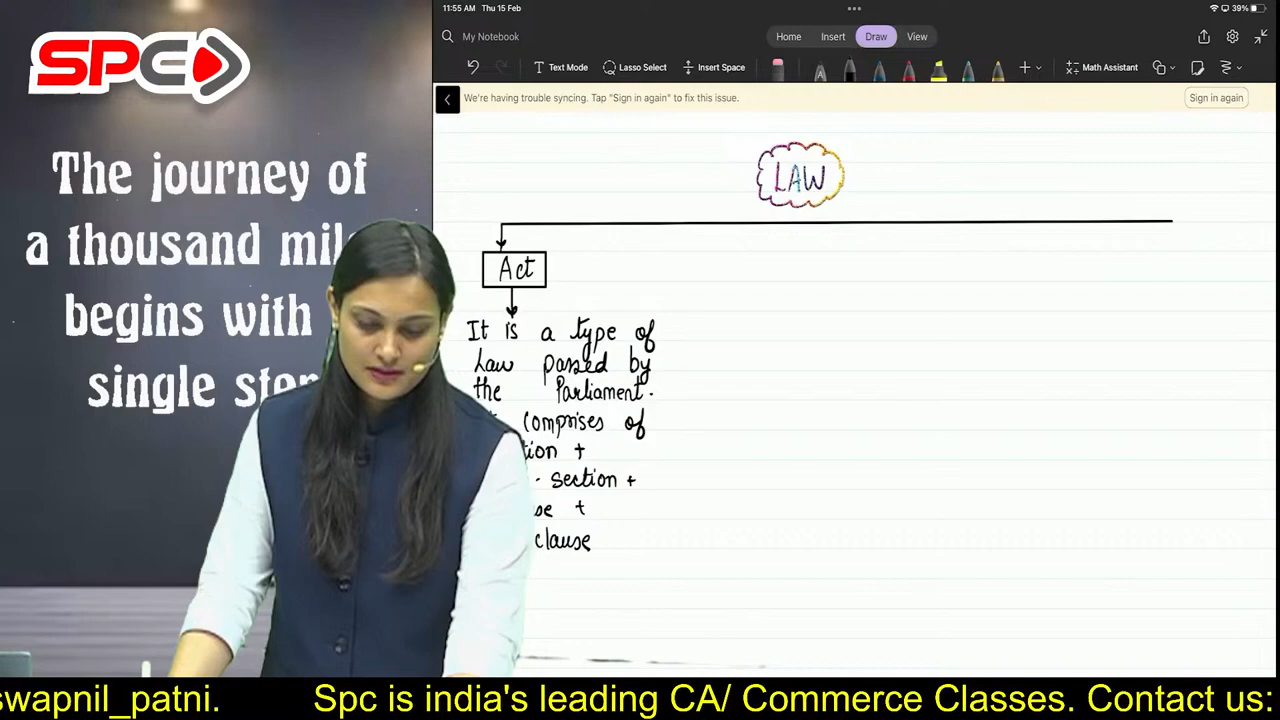 11:55 AM Thu 15 Feb
39%
My Notebook
Home Insert Draw View
Text Mode Lasso Select Insert Space Math Assistant
We're having trouble syncing. Tap "Sign in again" to fix this issue.
Sign in again
SPC
The journey of
a thousand mil
begins with
single step
LAW
Act
It is a type of
Law passed by
the Parliament.
comprises of
tion +
- section +
se +
clause
swapnil_patni.
Spc is india's leading CA/ Commerce Classes. Contact us: